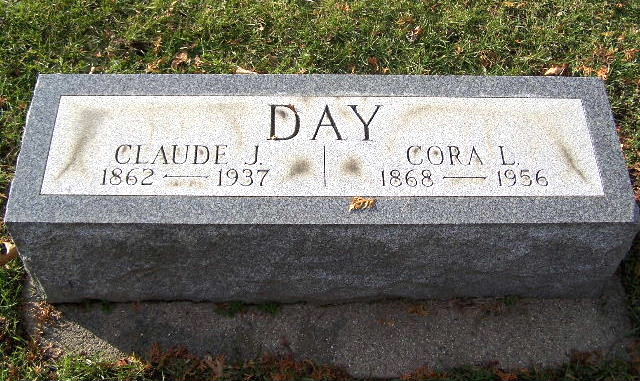 DAY
CLAUDE J. CORA L.
1862 — 1937 1868 — 1956